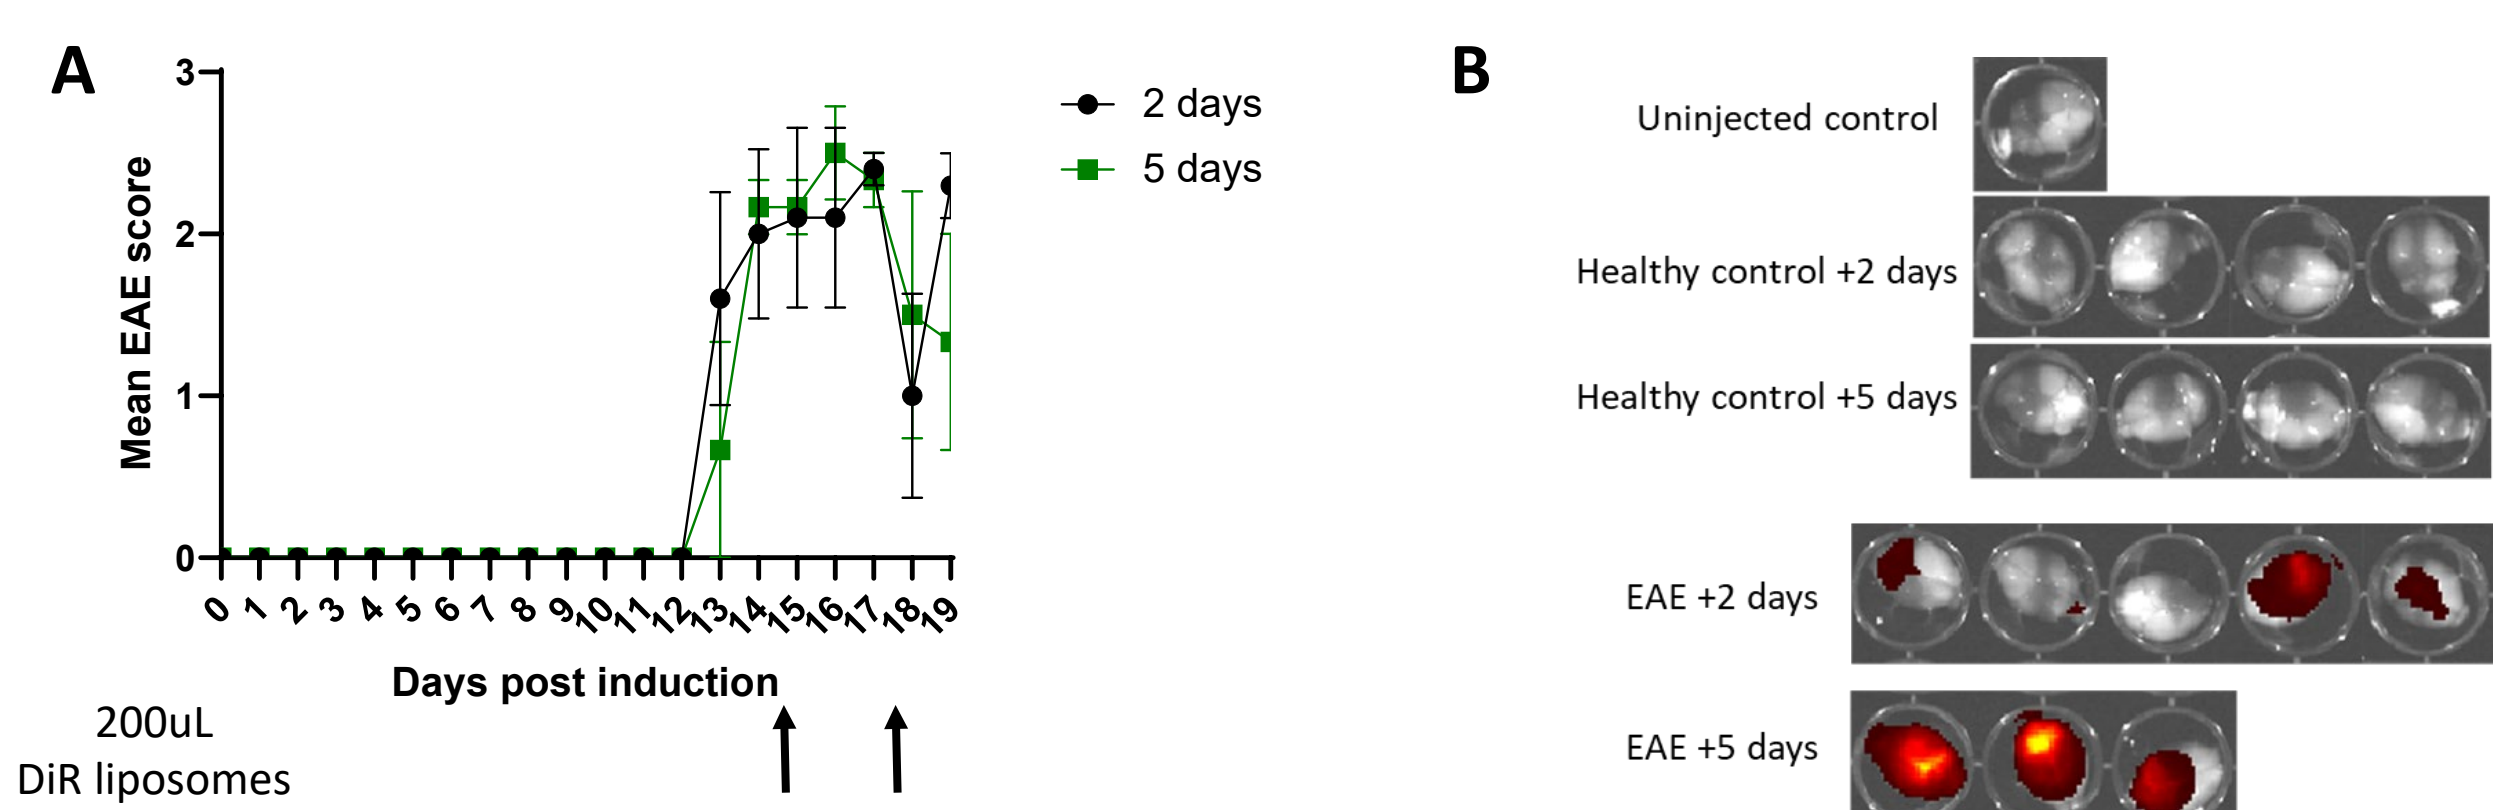 A
3
2
1
0
Mean EAE score
0 1 2 3 4 5 6 7 8 9 10 11 12 13 14 15 16 17 18 19
Days post induction
2 days
5 days
200uL
DiR liposomes
B
Uninjected control
Healthy control +2 days
Healthy control +5 days
EAE +2 days
EAE +5 days